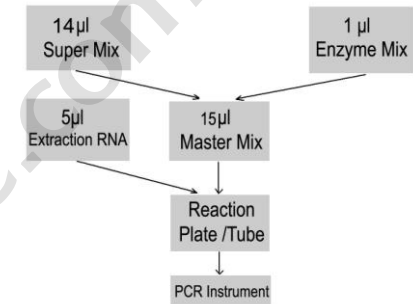 14µl
Super Mix
1 µl
Enzyme Mix
5µl
Extraction RNA
15µl
Master Mix
Reaction
Plate /Tube
PCR Instrument